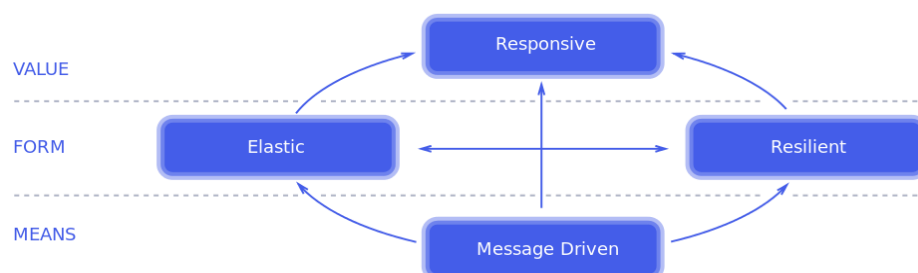 Responsive
VALUE
FORM
Elastic
Resilient
MEANS
Message Driven